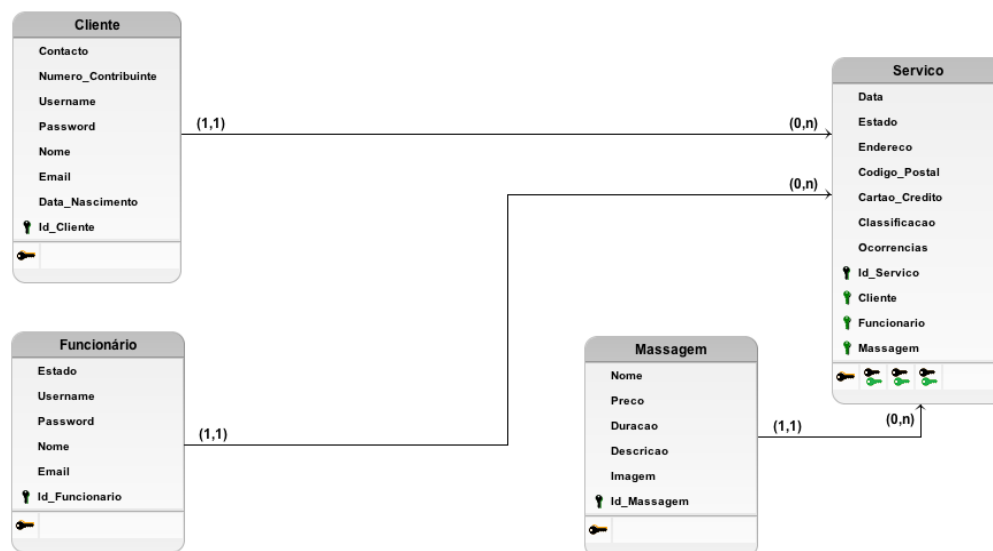 Cliente
Contacto
Numero_Contribuinte
Username
Password
Nome
Email
Data_Nascimento
Id_Cliente
(1,1)
(0,n)
Servico
Data
Estado
Endereco
Codigo_Postal
Cartao_Credito
Classificacao
Ocorrencias
Id_Servico
Cliente
Funcionario
Massagem
(0,n)
Funcionário
Estado
Username
Password
Nome
Email
Id_Funcionario
(1,1)
Massagem
Nome
Preco
Duracao
Descricao
Imagem
Id_Massagem
(1,1)
(0,n)